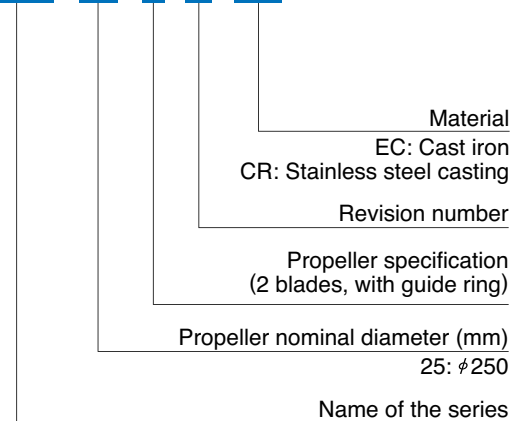 Material
EC: Cast iron
CR: Stainless steel casting
Revision number
Propeller specification
(2 blades, with guide ring)
Propeller nominal diameter (mm)
25: ϕ250
Name of the series